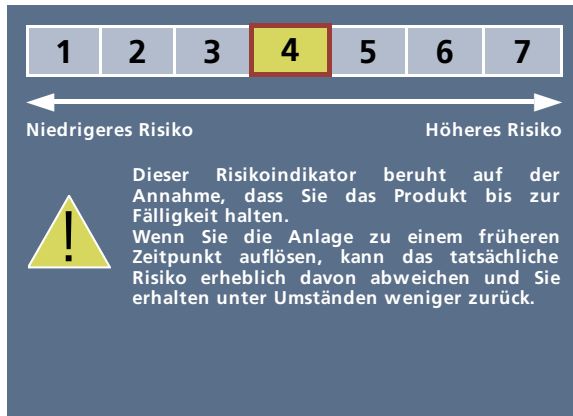 1 2 3 4 5 6 7
Niedrigeres Risiko Höheres Risiko
Dieser Risikoindikator beruht auf der
Annahme, dass Sie das Produkt bis zur
Fälligkeit halten.
Wenn Sie die Anlage zu einem früheren
Zeitpunkt auflösen, kann das tatsächliche
Risiko erheblich davon abweichen und Sie
erhalten unter Umständen weniger zurück.
!